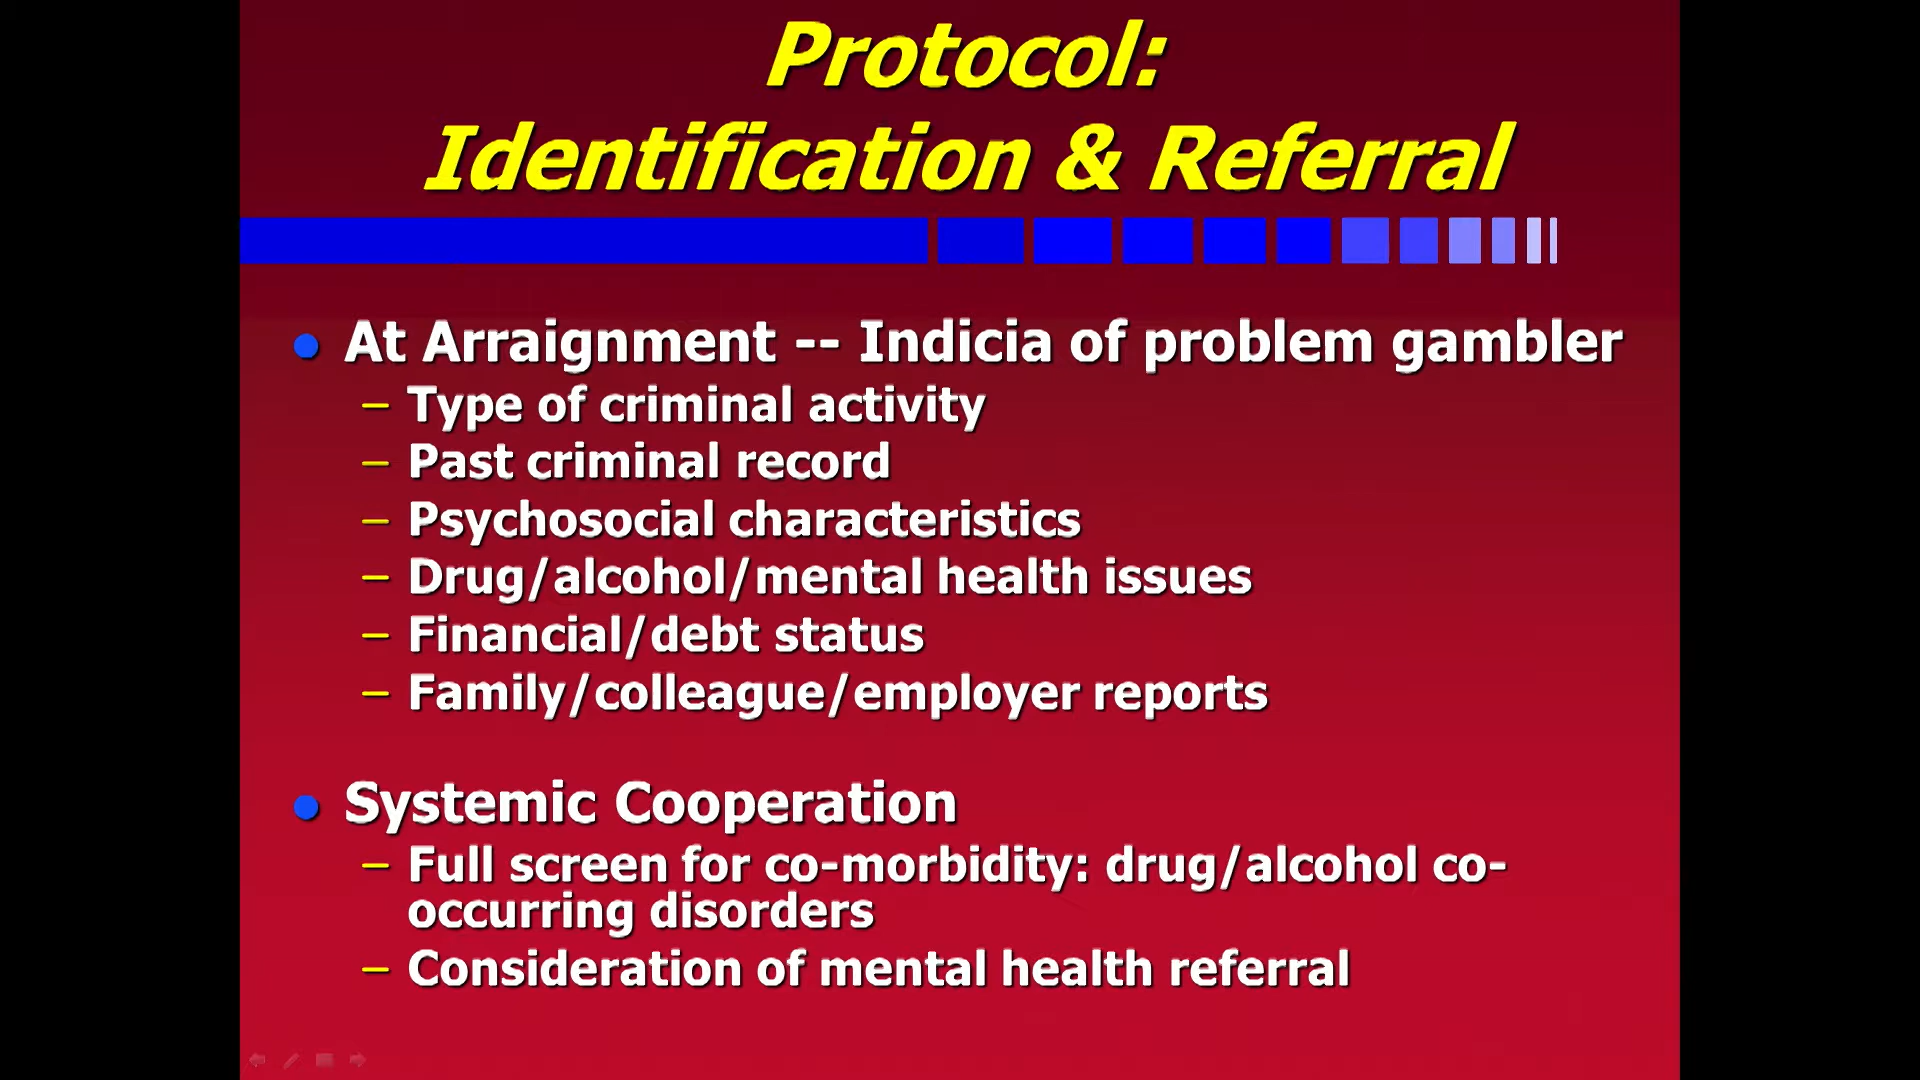 Protocol:
Identification & Referral
At Arraignment -- Indicia of problem gambler
– Type of criminal activity
– Past criminal record
– Psychosocial characteristics
– Drug/alcohol/mental health issues
– Financial/debt status
– Family/colleague/employer reports
Systemic Cooperation
– Full screen for co-morbidity: drug/alcohol co-
occurring disorders
– Consideration of mental health referral